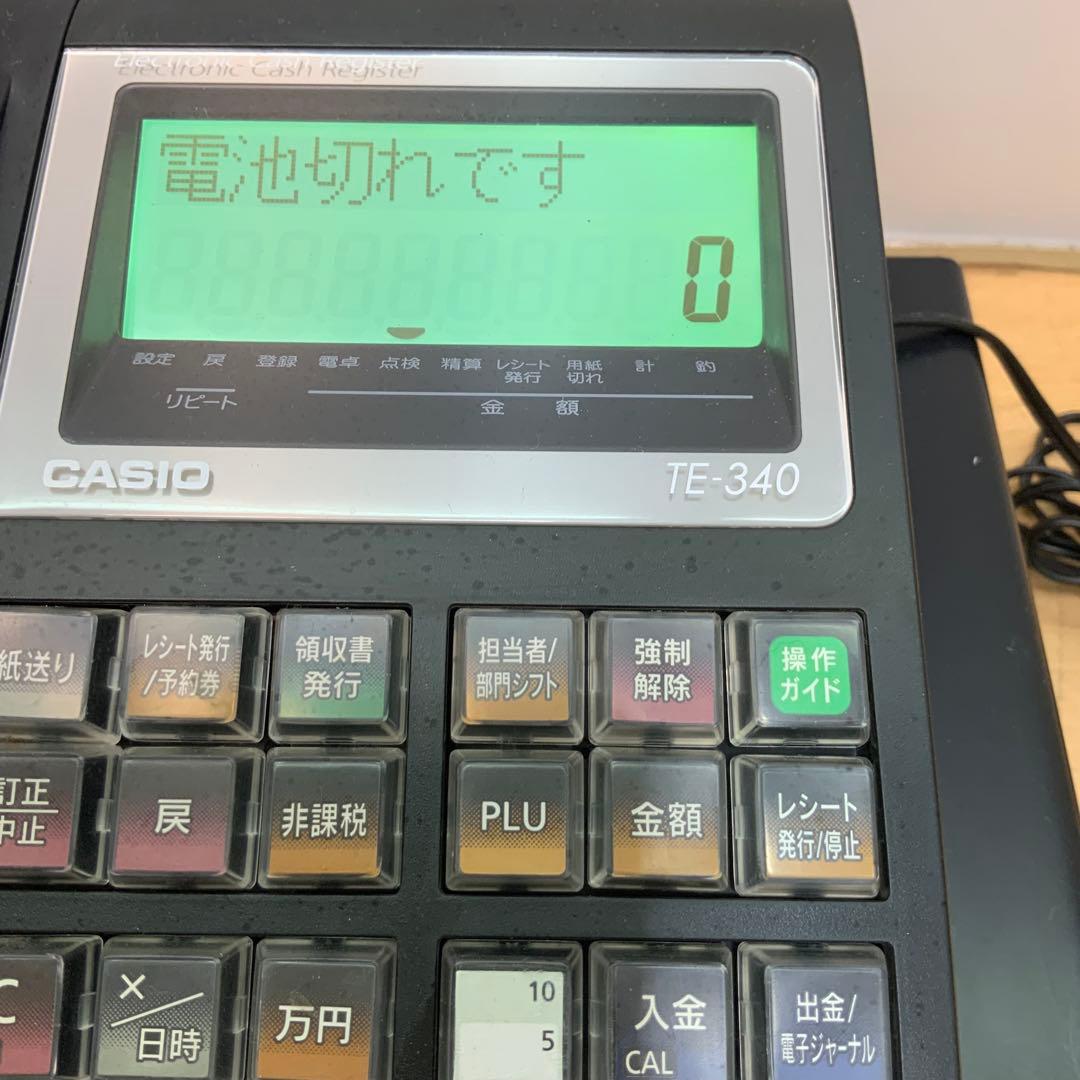 Electronic Cash Register
電池切れです
0
設定 戻 登録 電卓 点検 精算 レシート発行 用紙切れ 計 釣
リピート 金額
CASIO TE-340
紙送り
レシート発行
/予約券
領収書
発行
担当者/
部門シフト
強制
解除
操作
ガイド
訂正
中止
戻
非課税
PLU
金額
レシート
発行/停止
C
×
/日時
万円
10
5
入金
CAL
出金/
電子ジャーナル